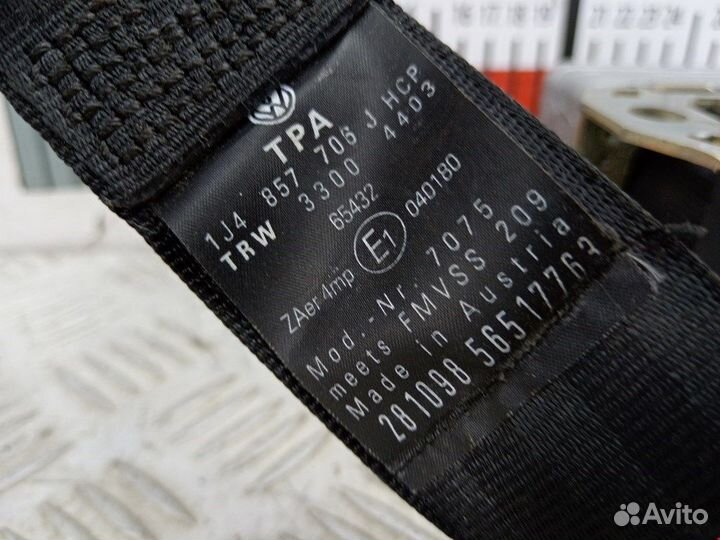 TPA
1J4 857 706 J HCP
TRW 3300 4403
65432
ZAer4mp E1 040180
Mod.-Nr. 7075
meets FMVSS 209
Made in Austria
281098 56517763
Avito